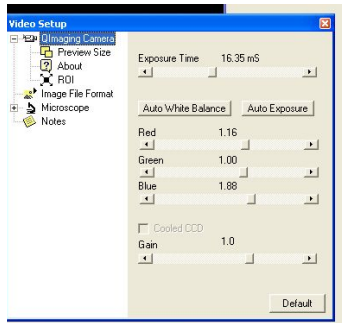 Video Setup
QImaging Camera
Preview Size
About
ROI
Image File Format
Microscope
Notes
Exposure Time 16.35 mS
Auto White Balance Auto Exposure
Red 1.16
Green 1.00
Blue 1.88
Cooled CCD
Gain 1.0
Default